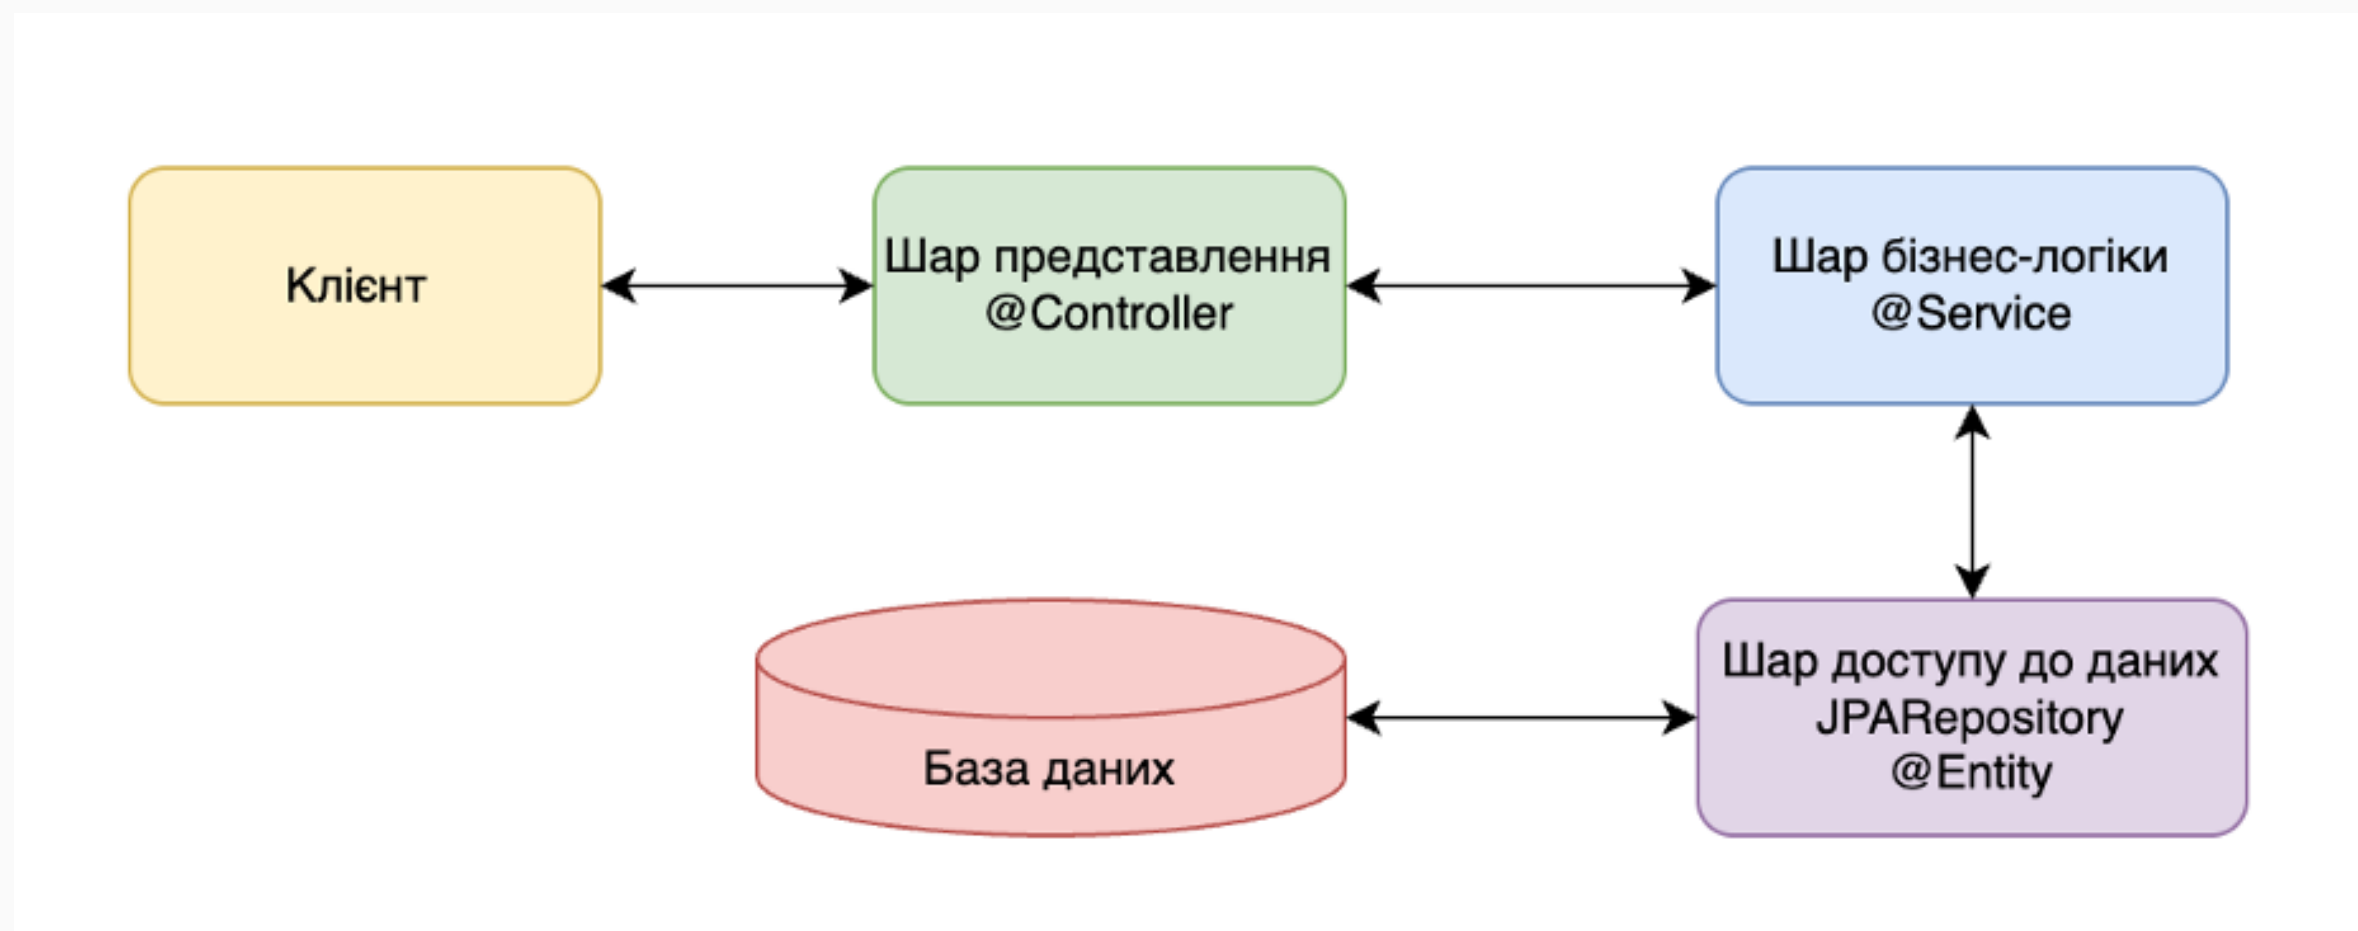 Клієнт
Шар представлення
@Controller
Шар бізнес-логіки
@Service
База даних
Шар доступу до даних
JPARepository
@Entity